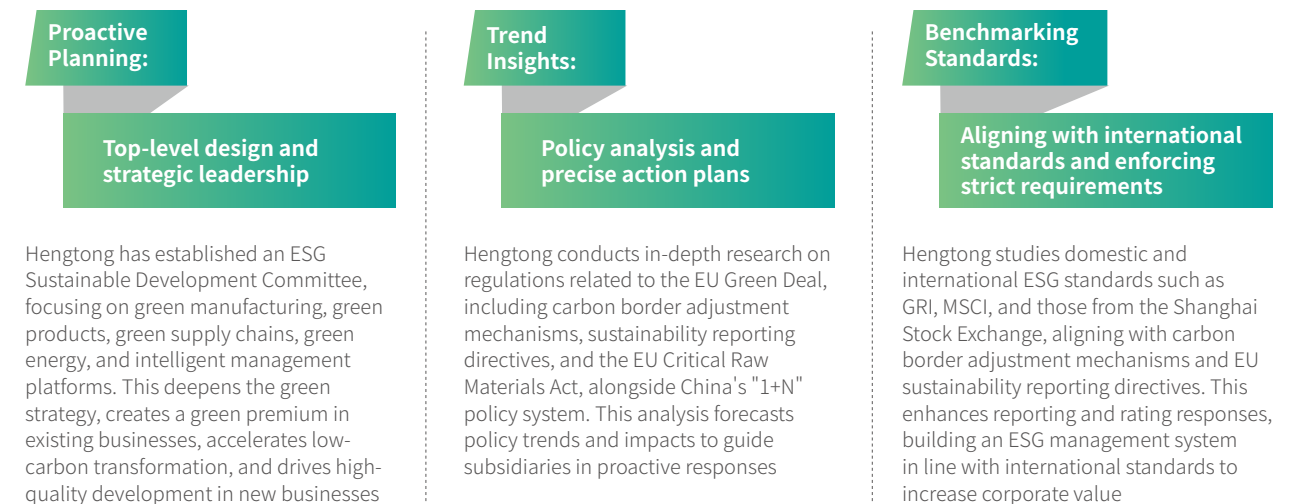 Proactive
Planning:
Top-level design and
strategic leadership
Hengtong has established an ESG
Sustainable Development Committee,
focusing on green manufacturing, green
products, green supply chains, green
energy, and intelligent management
platforms. This deepens the green
strategy, creates a green premium in
existing businesses, accelerates low-
carbon transformation, and drives high-
quality development in new businesses
Trend
Insights:
Policy analysis and
precise action plans
Hengtong conducts in-depth research on
regulations related to the EU Green Deal,
including carbon border adjustment
mechanisms, sustainability reporting
directives, and the EU Critical Raw
Materials Act, alongside China's "1+N"
policy system. This analysis forecasts
policy trends and impacts to guide
subsidiaries in proactive responses
Benchmarking
Standards:
Aligning with international
standards and enforcing
strict requirements
Hengtong studies domestic and
international ESG standards such as
GRI, MSCI, and those from the Shanghai
Stock Exchange, aligning with carbon
border adjustment mechanisms and EU
sustainability reporting directives. This
enhances reporting and rating responses,
building an ESG management system
in line with international standards to
increase corporate value